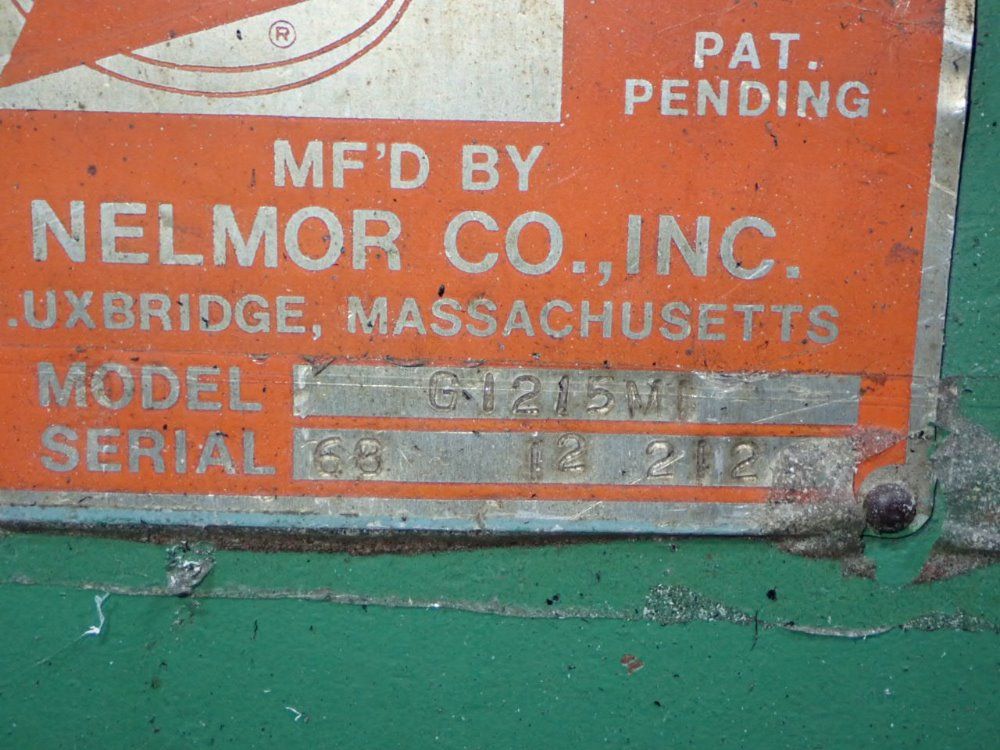 ®
PAT.
PENDING
MF'D BY
NELMOR CO., INC.
.UXBRIDGE, MASSACHUSETTS
MODEL G1215M1
SERIAL 68 12 212